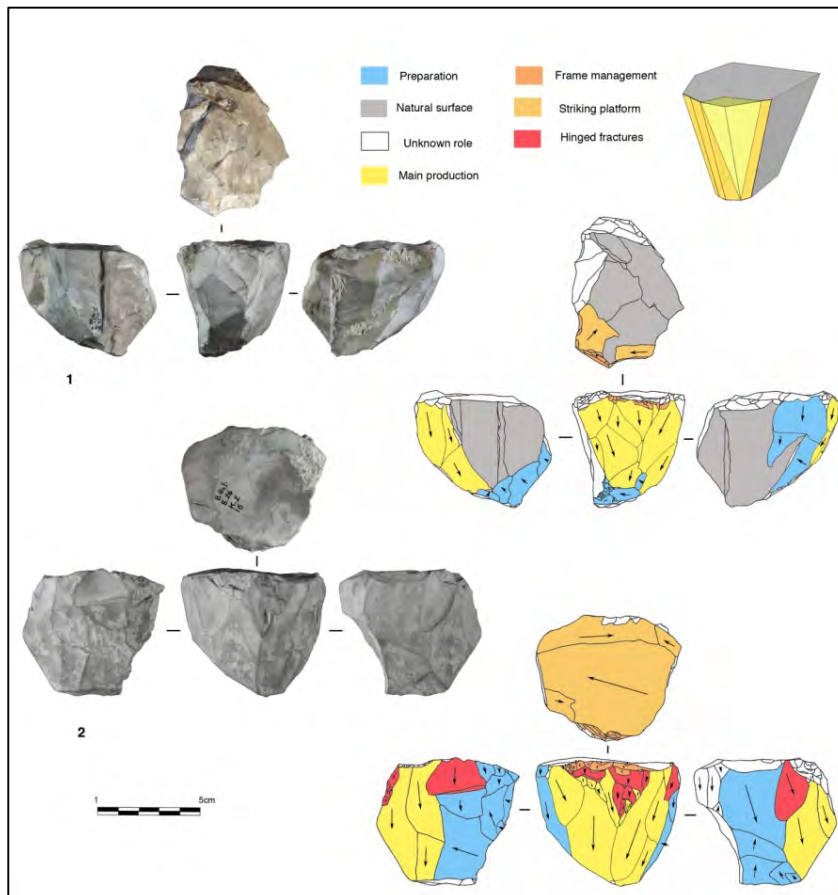 Preparation
Frame management
Natural surface
Striking platform
Unknown role
Hinged fractures
Main production
1
2
1
5cm